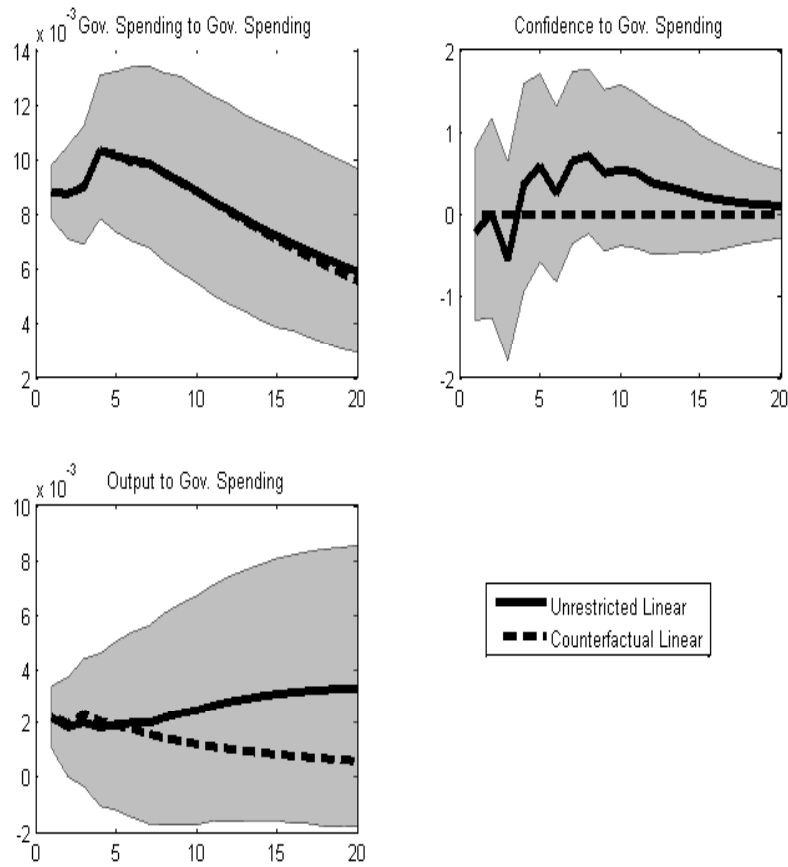 x 10^-3 Gov. Spending to Gov. Spending
14
12
10
8
6
4
2
0 5 10 15 20
Confidence to Gov. Spending
2
1
0
-1
-2
0 5 10 15 20
x 10^-3 Output to Gov. Spending
10
8
6
4
2
0
-2
0 5 10 15 20
Unrestricted Linear
Counterfactual Linear